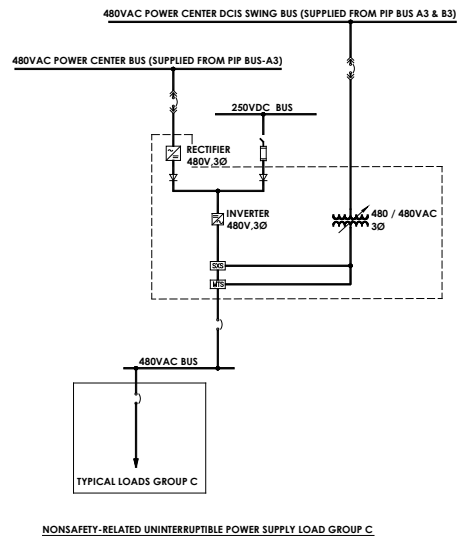 480VAC POWER CENTER DCIS SWING BUS (SUPPLIED FROM PIP BUS A3 & B3)
480VAC POWER CENTER BUS (SUPPLIED FROM PIP BUS-A3)
250VDC BUS
RECTIFIER
480V,3Ø
INVERTER
480V,3Ø
480 / 480VAC
3Ø
SXS
MTS
480VAC BUS
TYPICAL LOADS GROUP C
NONSAFETY-RELATED UNINTERRUPTIBLE POWER SUPPLY LOAD GROUP C